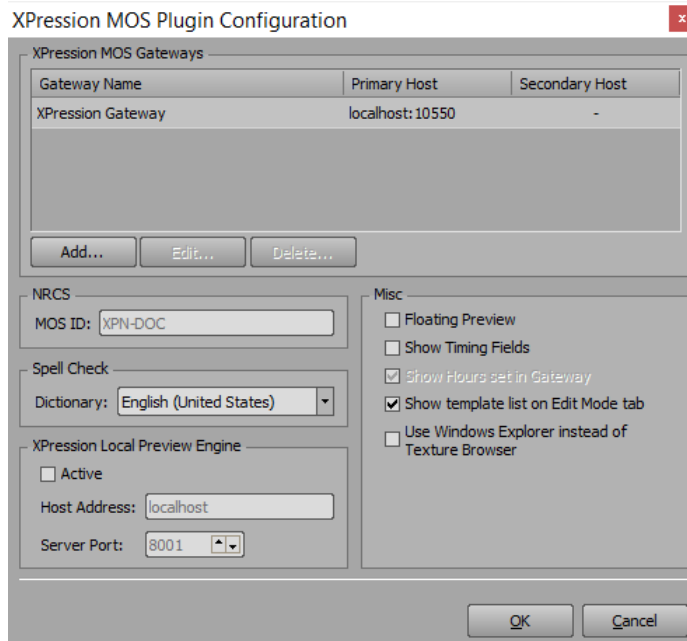 XPression MOS Plugin Configuration
x
XPression MOS Gateways
Gateway Name Primary Host Secondary Host
XPression Gateway localhost:10550 -
Add... Edit... Delete...
NRCS
MOS ID: XPN-DOC
Spell Check
Dictionary: English (United States)
XPression Local Preview Engine
Active
Host Address: localhost
Server Port: 8001
Misc
Floating Preview
Show Timing Fields
Show Hours set in Gateway
Show template list on Edit Mode tab
Use Windows Explorer instead of
Texture Browser
OK Cancel